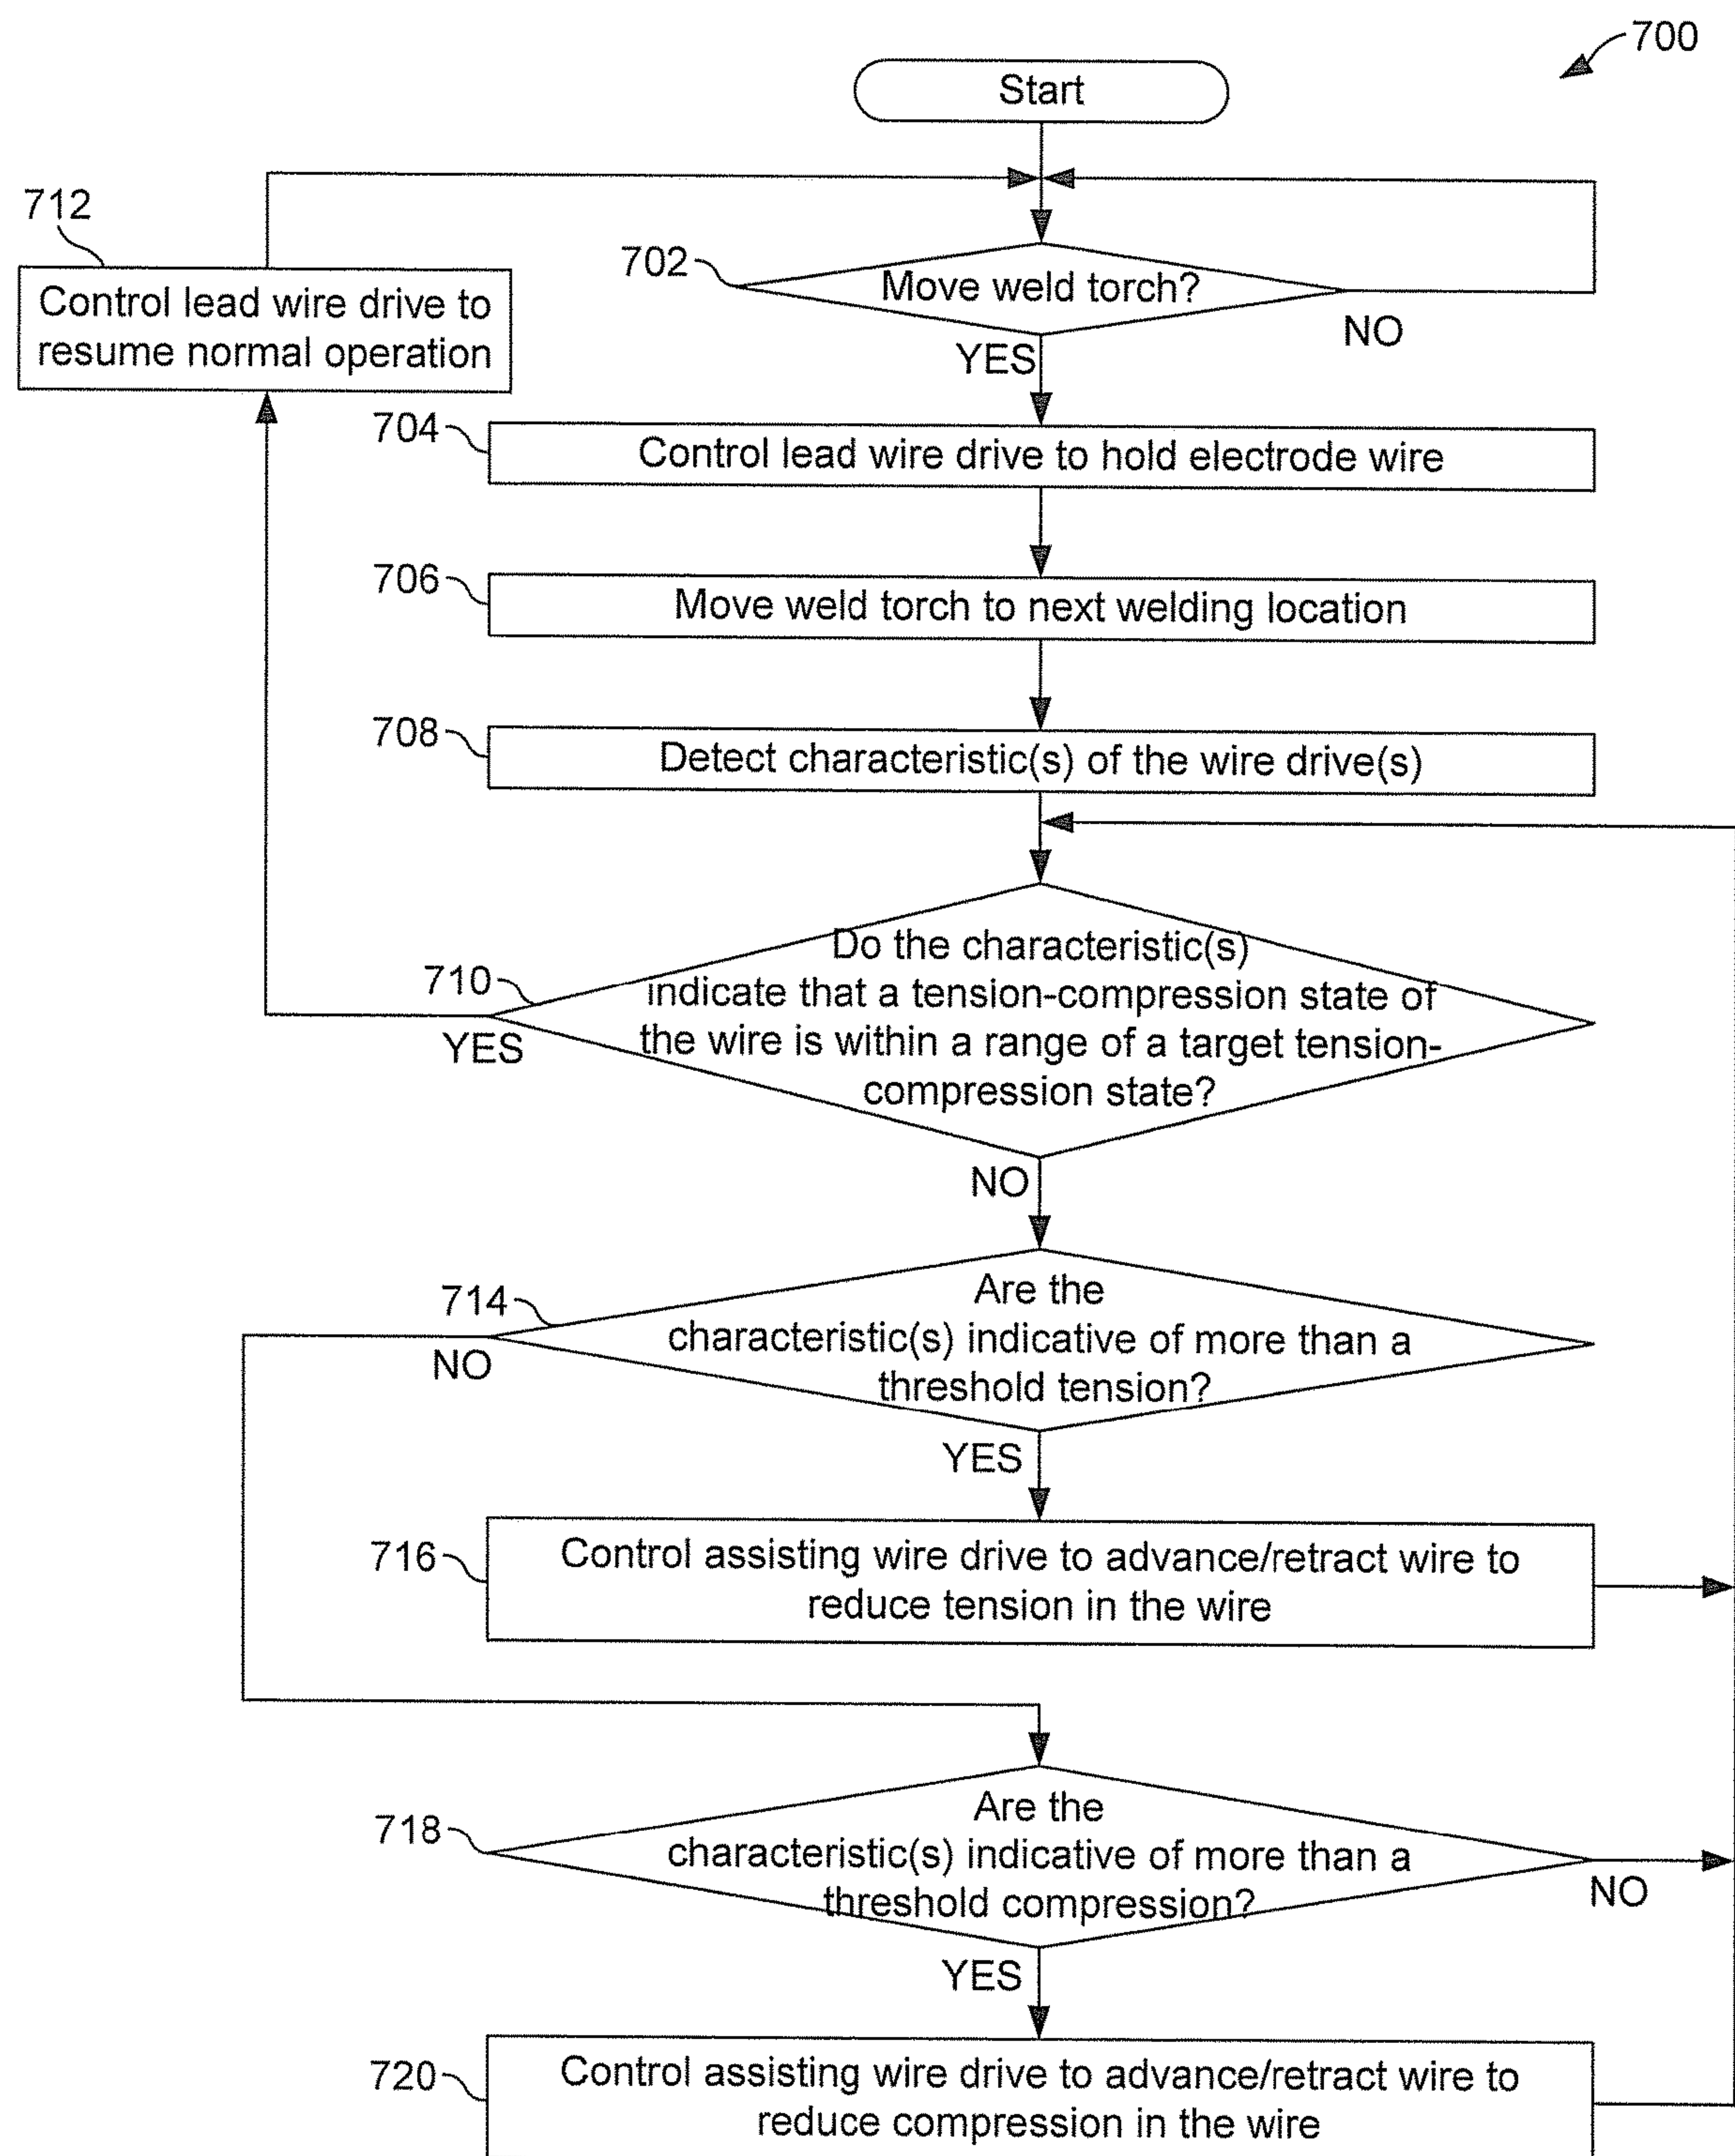 700
Start
712
Control lead wire drive to
resume normal operation
702
Move weld torch?
NO
YES
704
Control lead wire drive to hold electrode wire
706
Move weld torch to next welding location
708
Detect characteristic(s) of the wire drive(s)
710
Do the characteristic(s)
indicate that a tension-compression state of
the wire is within a range of a target tension-
compression state?
YES
NO
714
Are the
characteristic(s) indicative of more than a
threshold tension?
NO
YES
716
Control assisting wire drive to advance/retract wire to
reduce tension in the wire
718
Are the
characteristic(s) indicative of more than a
threshold compression?
NO
YES
720
Control assisting wire drive to advance/retract wire to
reduce compression in the wire